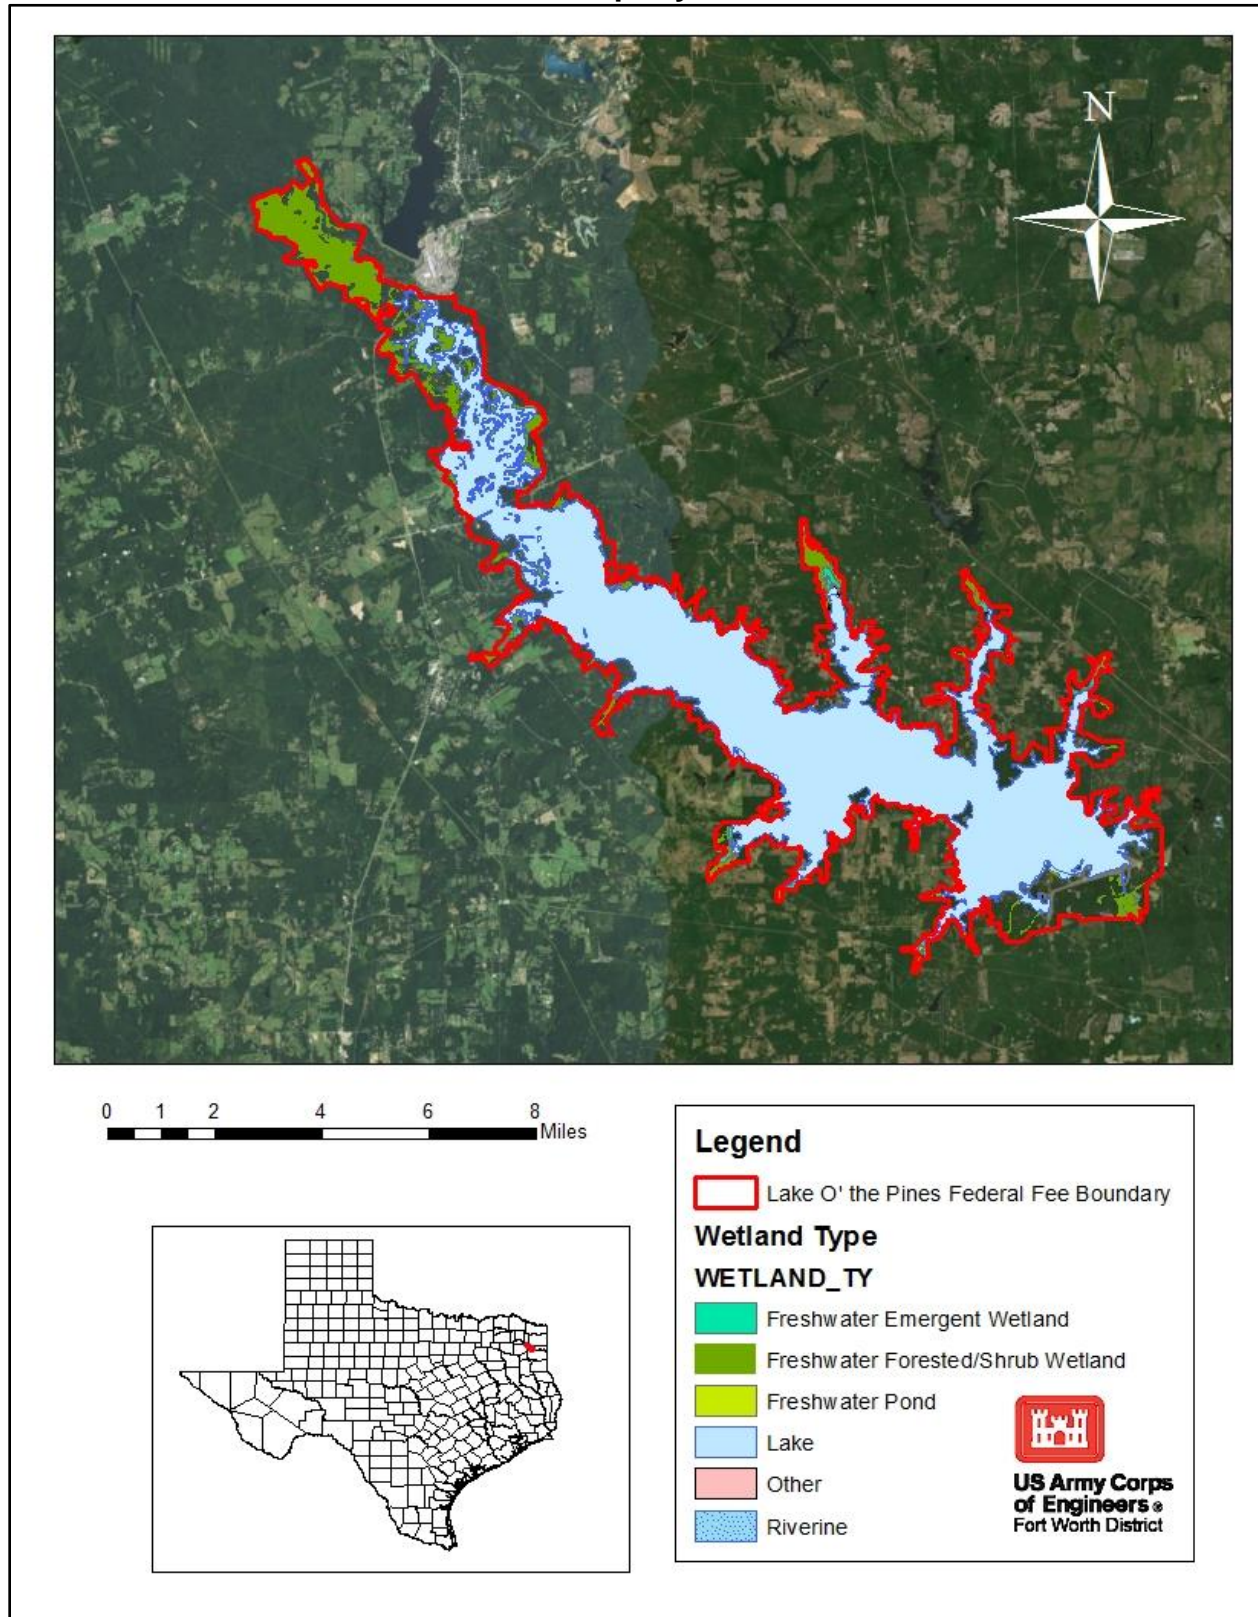 N
0 1 2 4 6 8
Miles
Legend
Lake O' the Pines Federal Fee Boundary
Wetland Type
WETLAND_TY
Freshwater Emergent Wetland
Freshwater Forested/Shrub Wetland
Freshwater Pond
Lake
Other
Riverine
US Army Corps
of Engineers ®
Fort Worth District